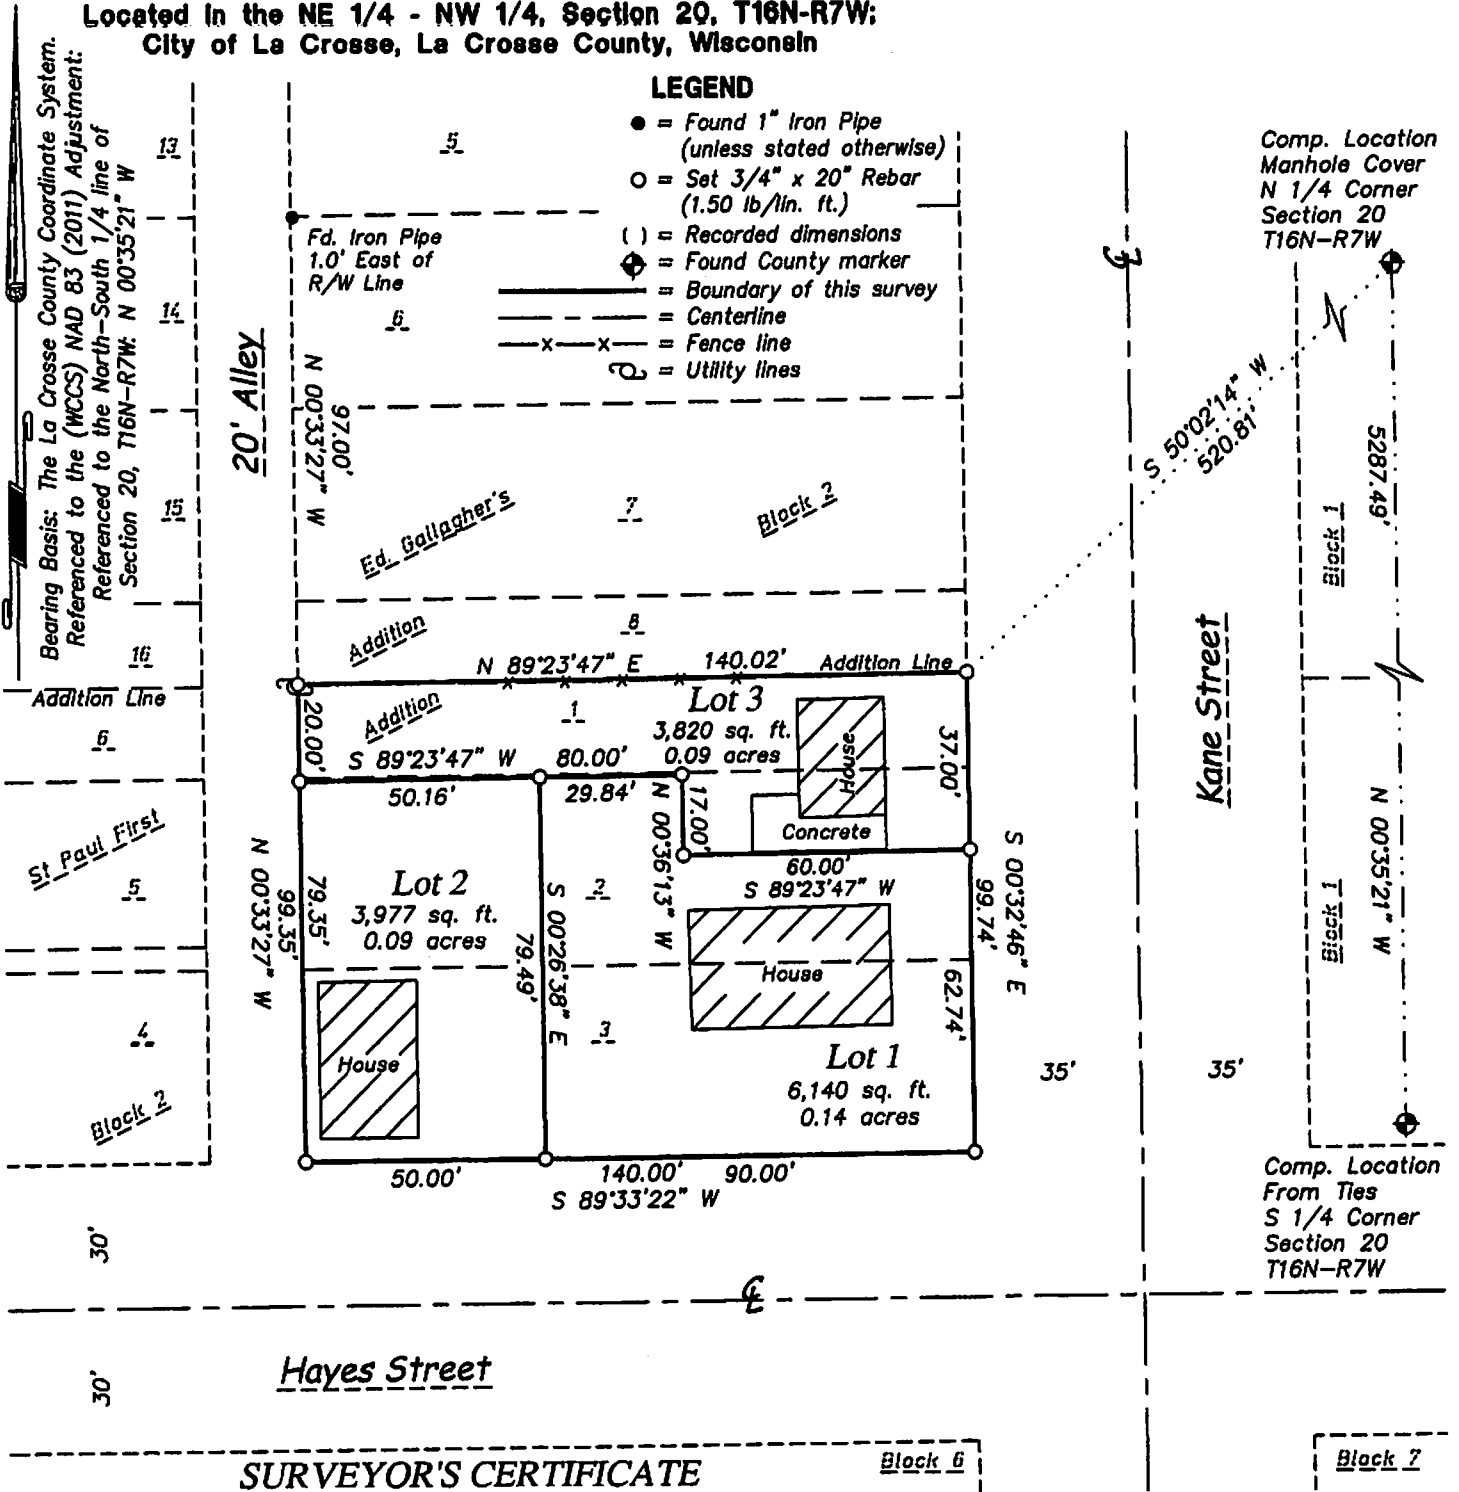 Located in the NE 1/4 - NW 1/4, Section 20, T16N-R7W;
City of La Crosse, La Crosse County, Wisconsin
Bearing Basis: The La Crosse County Coordinate System.
Referenced to the (WCCS) NAD 83 (2011) Adjustment:
Referenced to the North-South 1/4 line of
Section 20, T16N-R7W: N 00°35'21" W
LEGEND
● = Found 1" Iron Pipe
(unless stated otherwise)
○ = Set 3/4" x 20" Rebar
(1.50 lb/lin. ft.)
( ) = Recorded dimensions
= Found County marker
= Boundary of this survey
= Centerline
x x = Fence line
= Utility lines
Comp. Location
Manhole Cover
N 1/4 Corner
Section 20
T16N-R7W
13
5
Fd. Iron Pipe
1.0' East of
R/W Line
14
6
20' Alley
97.00'
N 00°33'27" W
S 50°02'14" W
520.81'
5287.49'
15
Ed. Gallagher's
7
Block 2
Block 1
16
Addition
8
Addition Line
N 89°23'47" E
140.02'
Addition Line
Kane Street
6
20.00'
Addition
1
Lot 3
3,820 sq. ft.
0.09 acres
House
37.00'
S 89°23'47" W
80.00'
50.16'
29.84'
N 00°36'13" W
17.00'
Concrete
60.00'
S 89°23'47" W
St Paul First
5
N 00°33'27" W
99.35'
79.35'
Lot 2
3,977 sq. ft.
0.09 acres
S 00°26'38" E
79.49'
2
House
99.74'
S 00°32'46" E
62.74'
Block 1
N 00°35'21" W
4
House
3
Lot 1
6,140 sq. ft.
0.14 acres
35'
35'
Block 2
50.00'
140.00'
90.00'
S 89°33'22" W
Comp. Location
From Ties
S 1/4 Corner
Section 20
T16N-R7W
30'
30'
Hayes Street
SURVEYOR'S CERTIFICATE
Block 6
Block 7